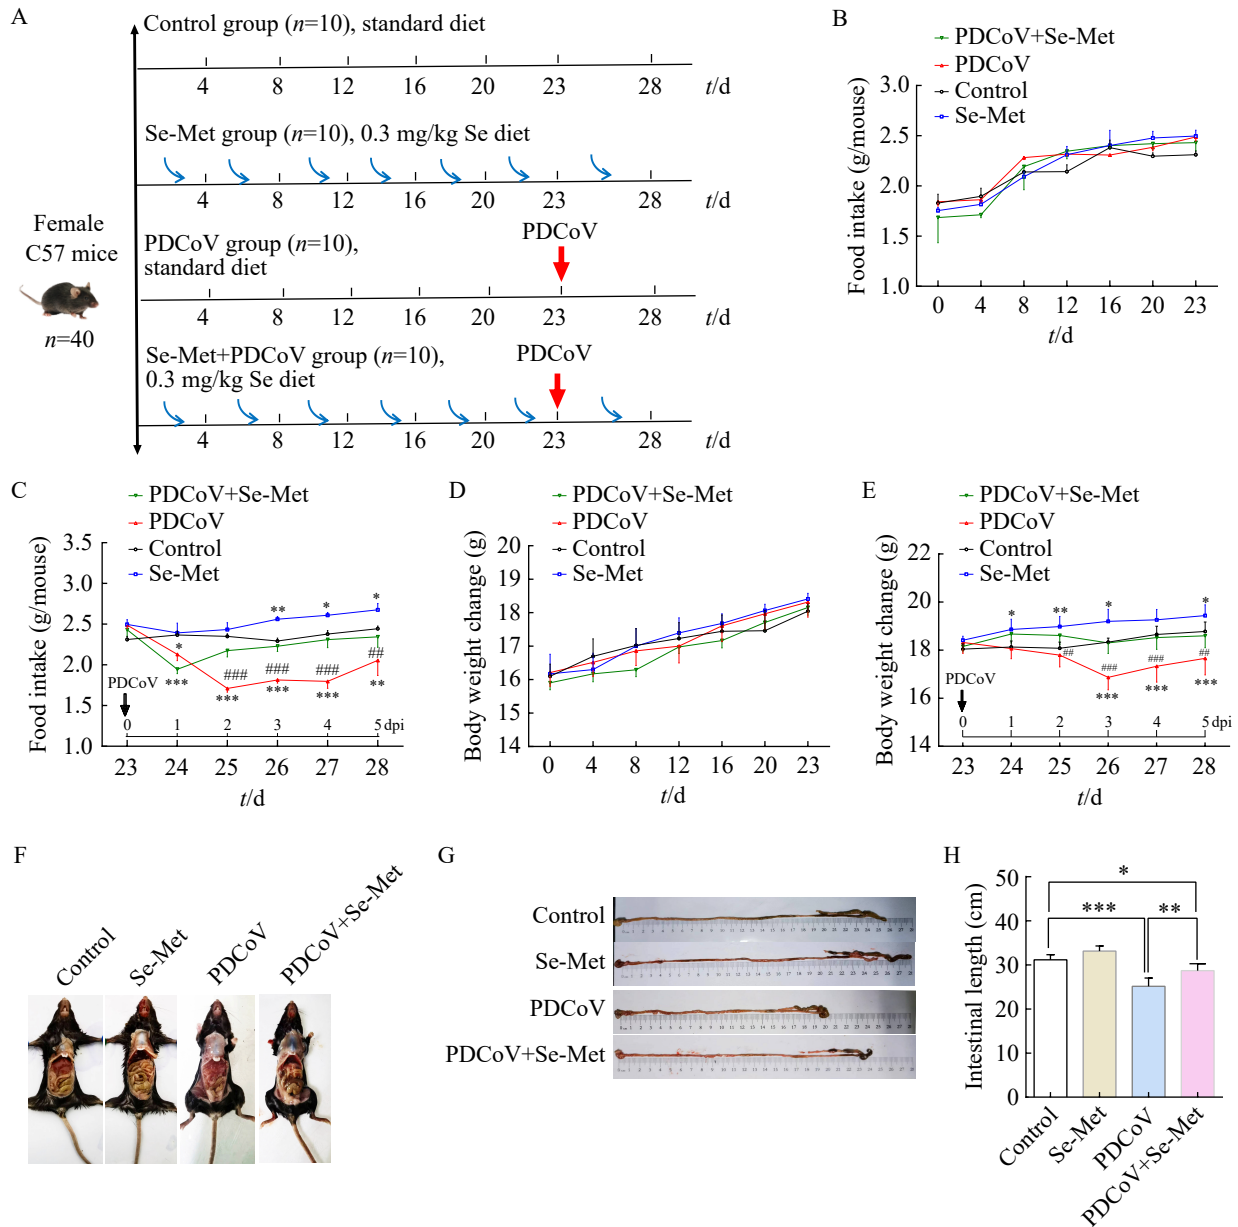 A
Control group (n=10), standard diet
4 8 12 16 20 23 28 t/d
Se-Met group (n=10), 0.3 mg/kg Se diet
4 8 12 16 20 23 28 t/d
Female
C57 mice
n=40
PDCoV group (n=10),
standard diet
PDCoV
4 8 12 16 20 23 28 t/d
Se-Met+PDCoV group (n=10),
0.3 mg/kg Se diet
PDCoV
4 8 12 16 20 23 28 t/d
B
PDCoV+Se-Met
PDCoV
Control
Se-Met
Food intake (g/mouse)
3.0
2.5
2.0
1.5
1.0
0 4 8 12 16 20 23
t/d
C
PDCoV+Se-Met
PDCoV
Control
Se-Met
Food intake (g/mouse)
3.5
3.0
2.5
2.0
1.5
1.0
** * *
*
### ### ### ##
*** *** *** *** **
PDCoV
0 1 2 3 4 5 dpi
23 24 25 26 27 28
t/d
D
PDCoV+Se-Met
PDCoV
Control
Se-Met
Body weight change (g)
20
19
18
17
16
15
14
0 4 8 12 16 20 23
t/d
E
PDCoV+Se-Met
PDCoV
Control
Se-Met
Body weight change (g)
22
20
18
16
14
* ** * *
## ### ### ##
*** *** ***
PDCoV
0 1 2 3 4 5 dpi
23 24 25 26 27 28
t/d
F
Control
Se-Met
PDCoV
PDCoV+Se-Met
G
Control
Se-Met
PDCoV
PDCoV+Se-Met
H
Intestinal length (cm)
50
40
30
20
10
0
*
*** **
Control
Se-Met
PDCoV
PDCoV+Se-Met